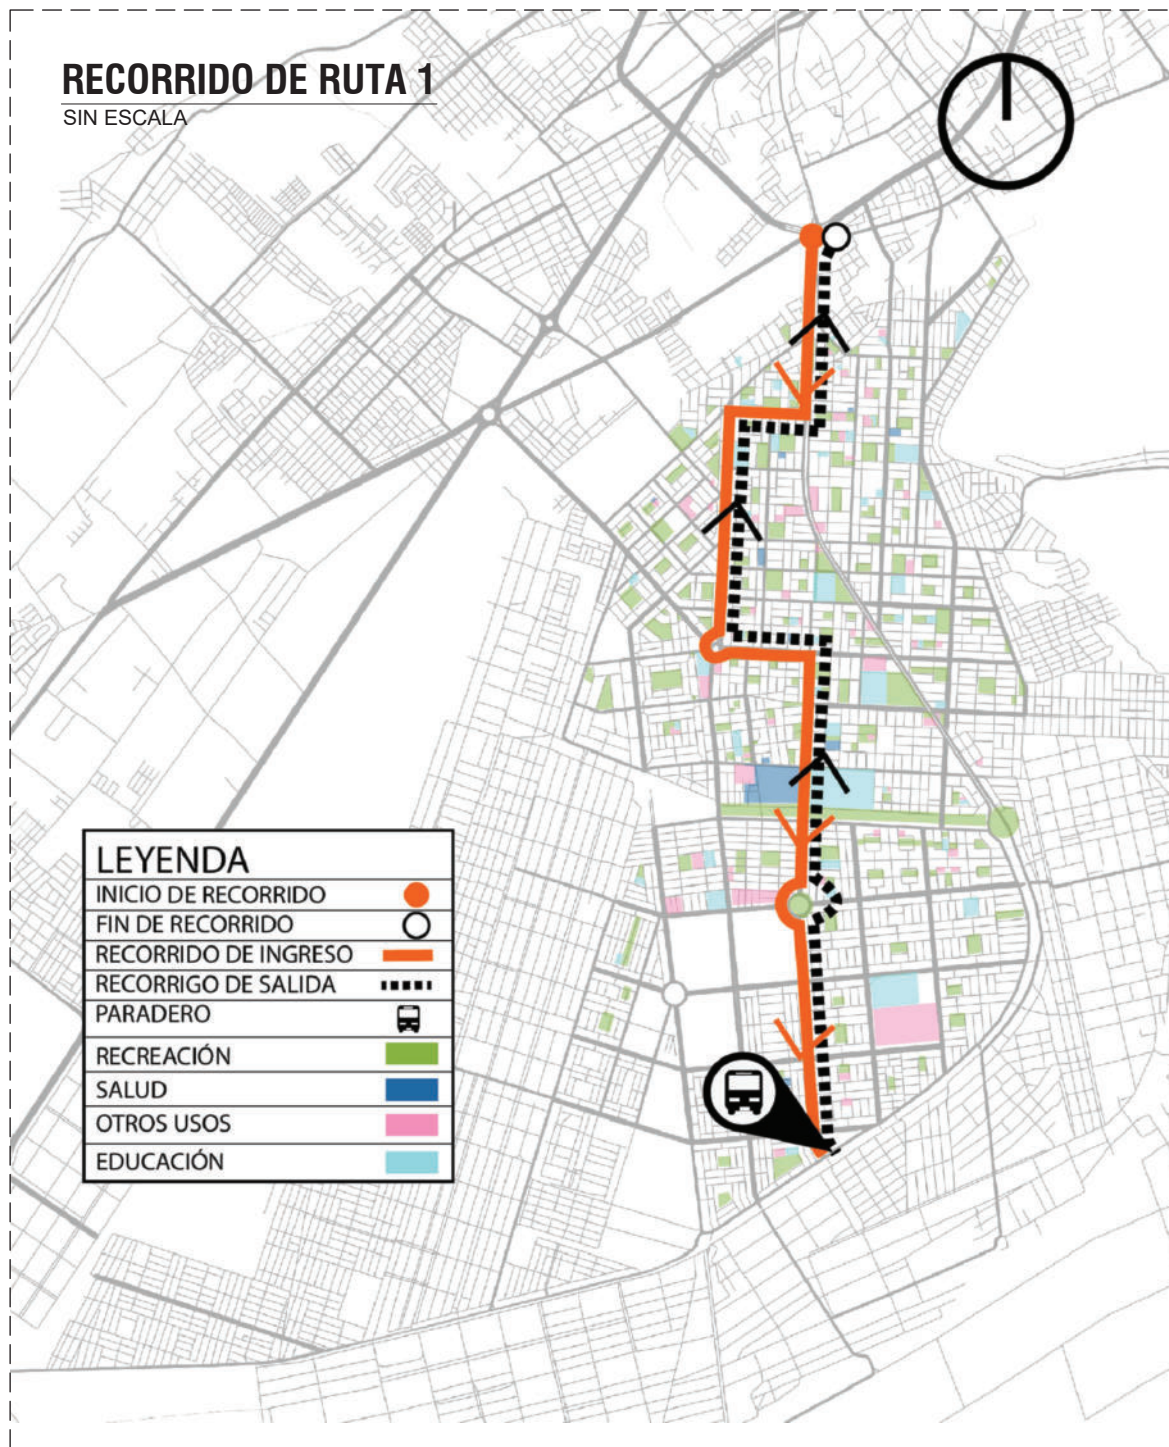 RECORRIDO DE RUTA 1
SIN ESCALA
LEYENDA
INICIO DE RECORRIDO
FIN DE RECORRIDO
RECORRIDO DE INGRESO
RECORRIGO DE SALIDA
PARADERO
RECREACIÓN
SALUD
OTROS USOS
EDUCACIÓN